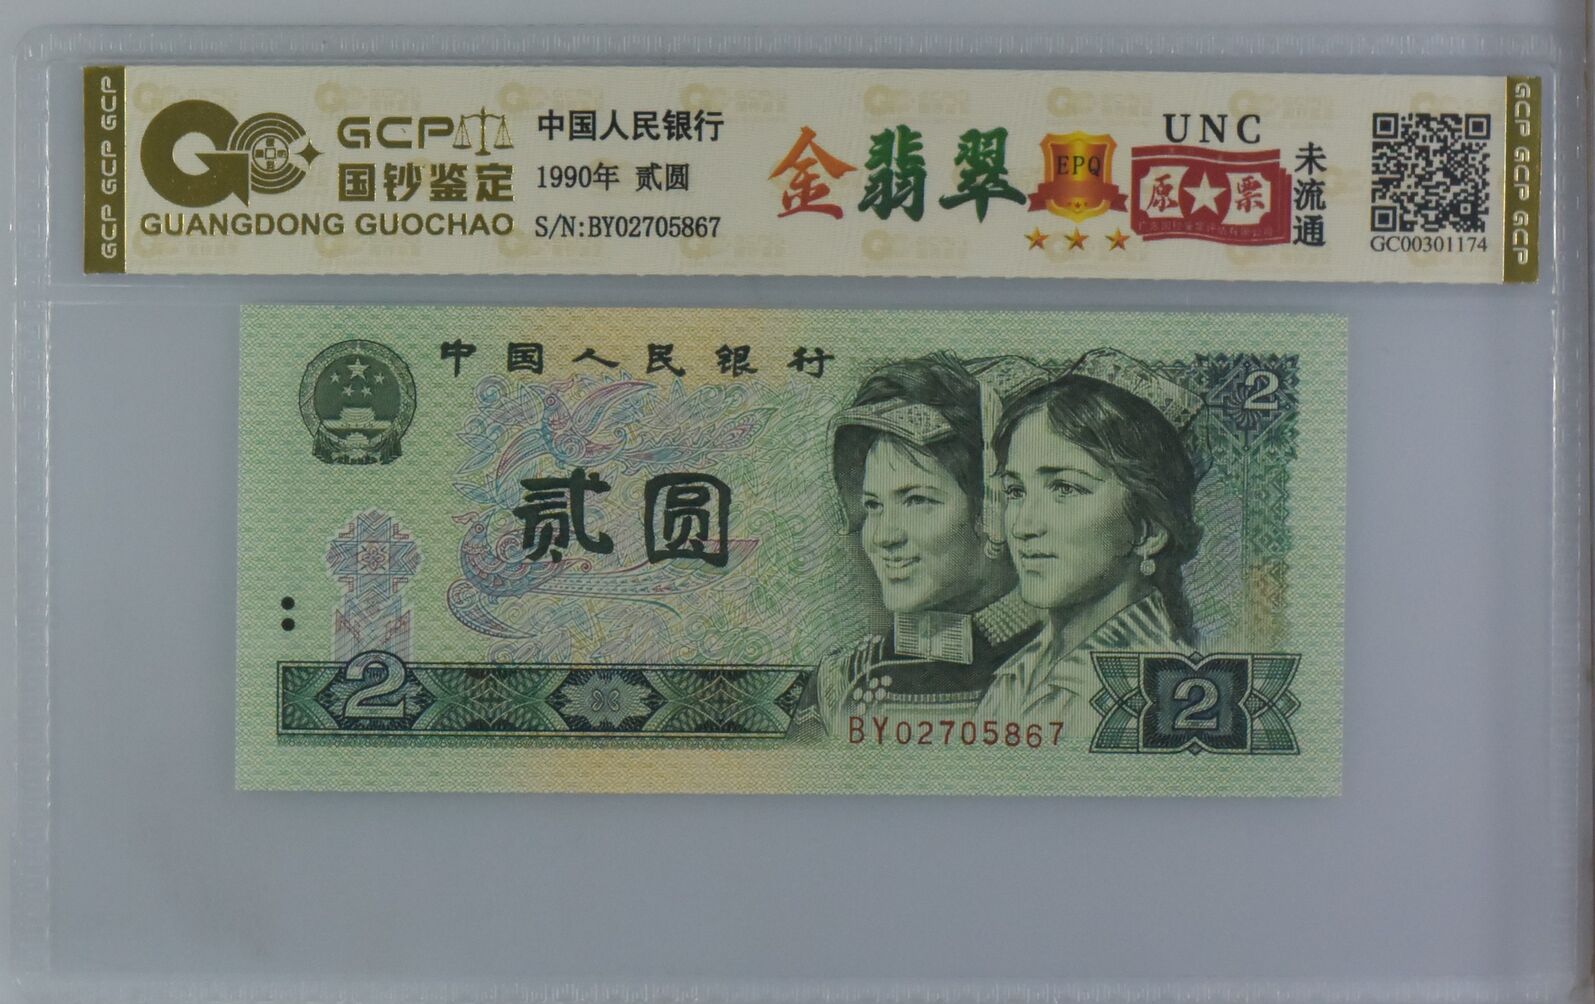 GCP GCP GCP
GCP
国钞鉴定
GUANGDONG GUOCHAO
中国人民银行
1990年 贰圆
S/N:BY02705867
金翡翠
EPQ
UNC
原票
未流通
GC00301174
GCP GCP GCP
中国人民银行
2
贰圆
2
2
BY02705867